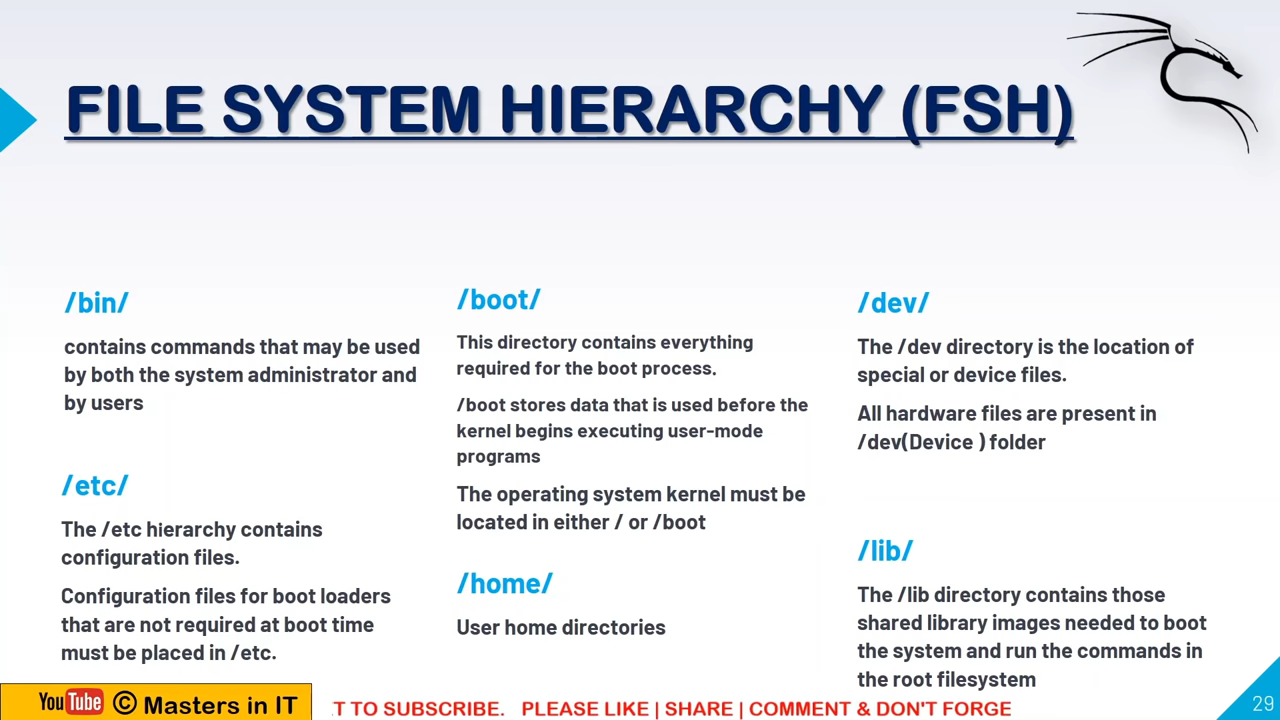 FILE SYSTEM HIERARCHY (FSH)
/bin/
contains commands that may be used
by both the system administrator and
by users
/etc/
The /etc hierarchy contains
configuration files.
Configuration files for boot loaders
that are not required at boot time
must be placed in /etc.
/boot/
This directory contains everything
required for the boot process.
/boot stores data that is used before the
kernel begins executing user-mode
programs
The operating system kernel must be
located in either / or /boot
/home/
User home directories
/dev/
The /dev directory is the location of
special or device files.
All hardware files are present in
/dev(Device ) folder
/lib/
The /lib directory contains those
shared library images needed to boot
the system and run the commands in
the root filesystem
YouTube © Masters in IT
TO SUBSCRIBE. PLEASE LIKE | SHARE | COMMENT & DON'T FORGE
29